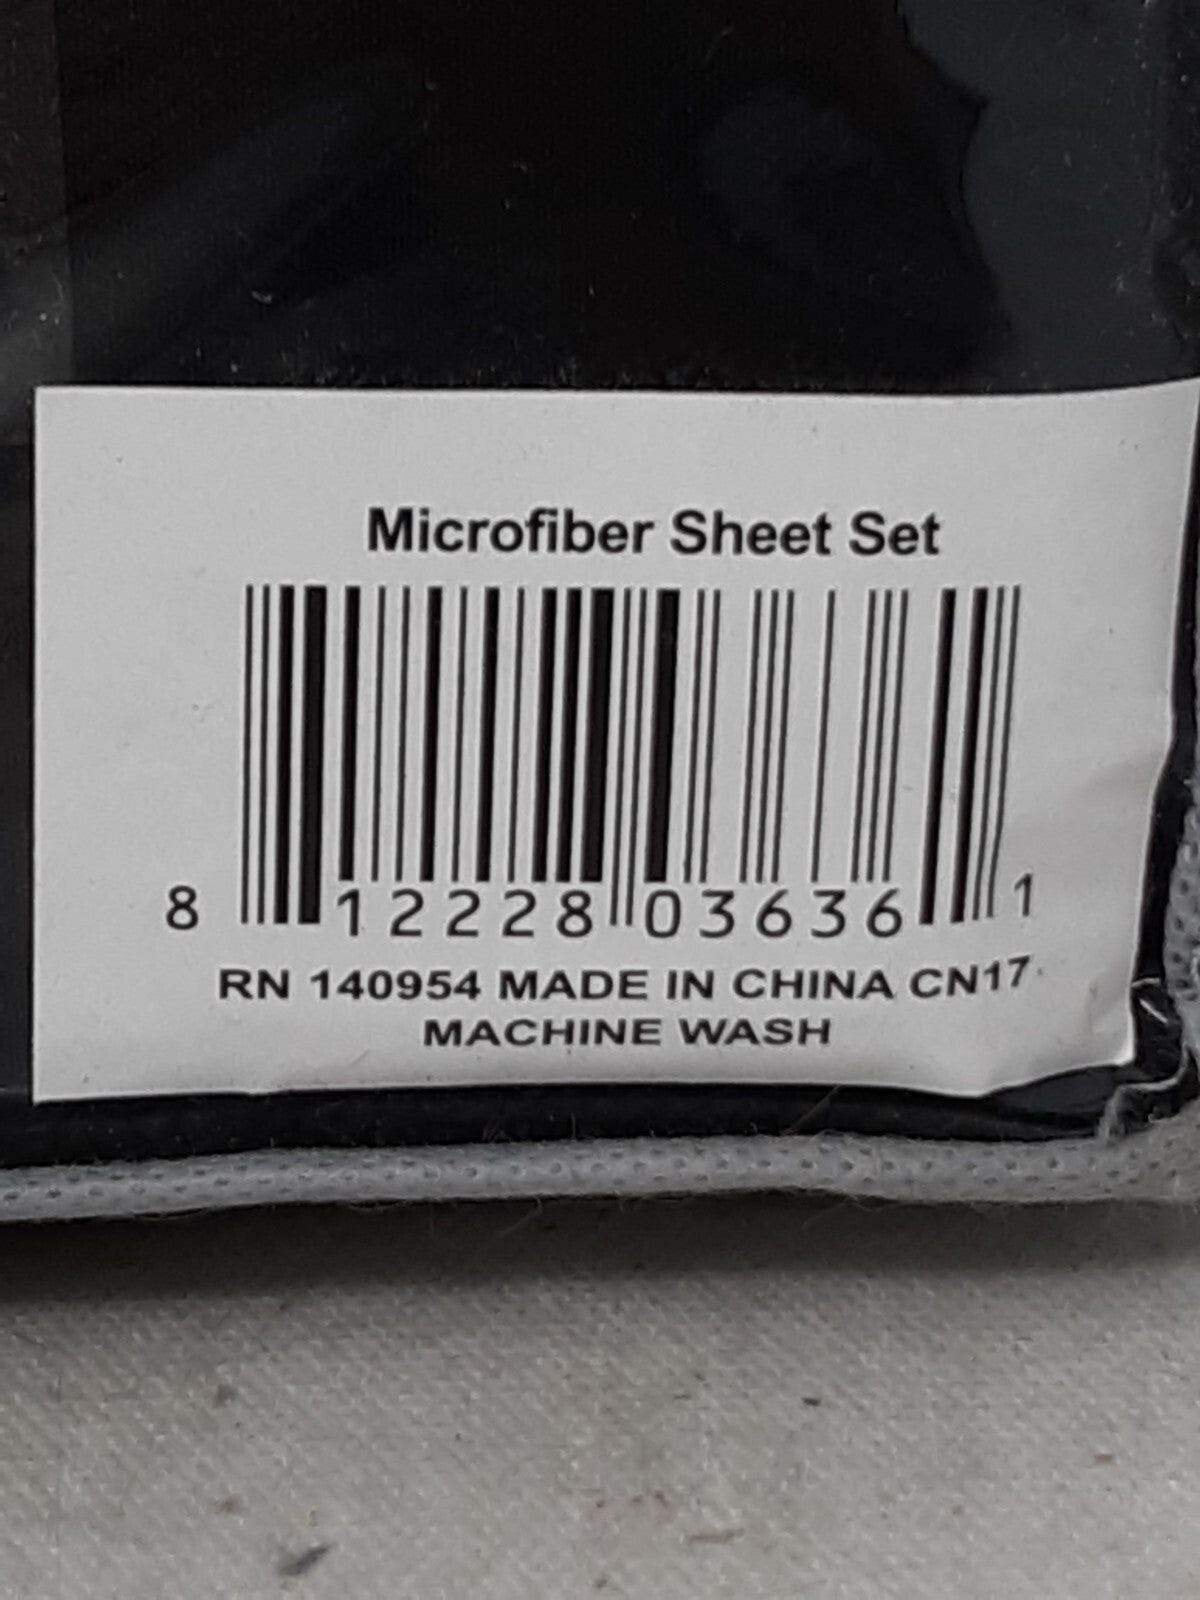 Microfiber Sheet Set
8 12228 03636 1
RN 140954 MADE IN CHINA CN17
MACHINE WASH